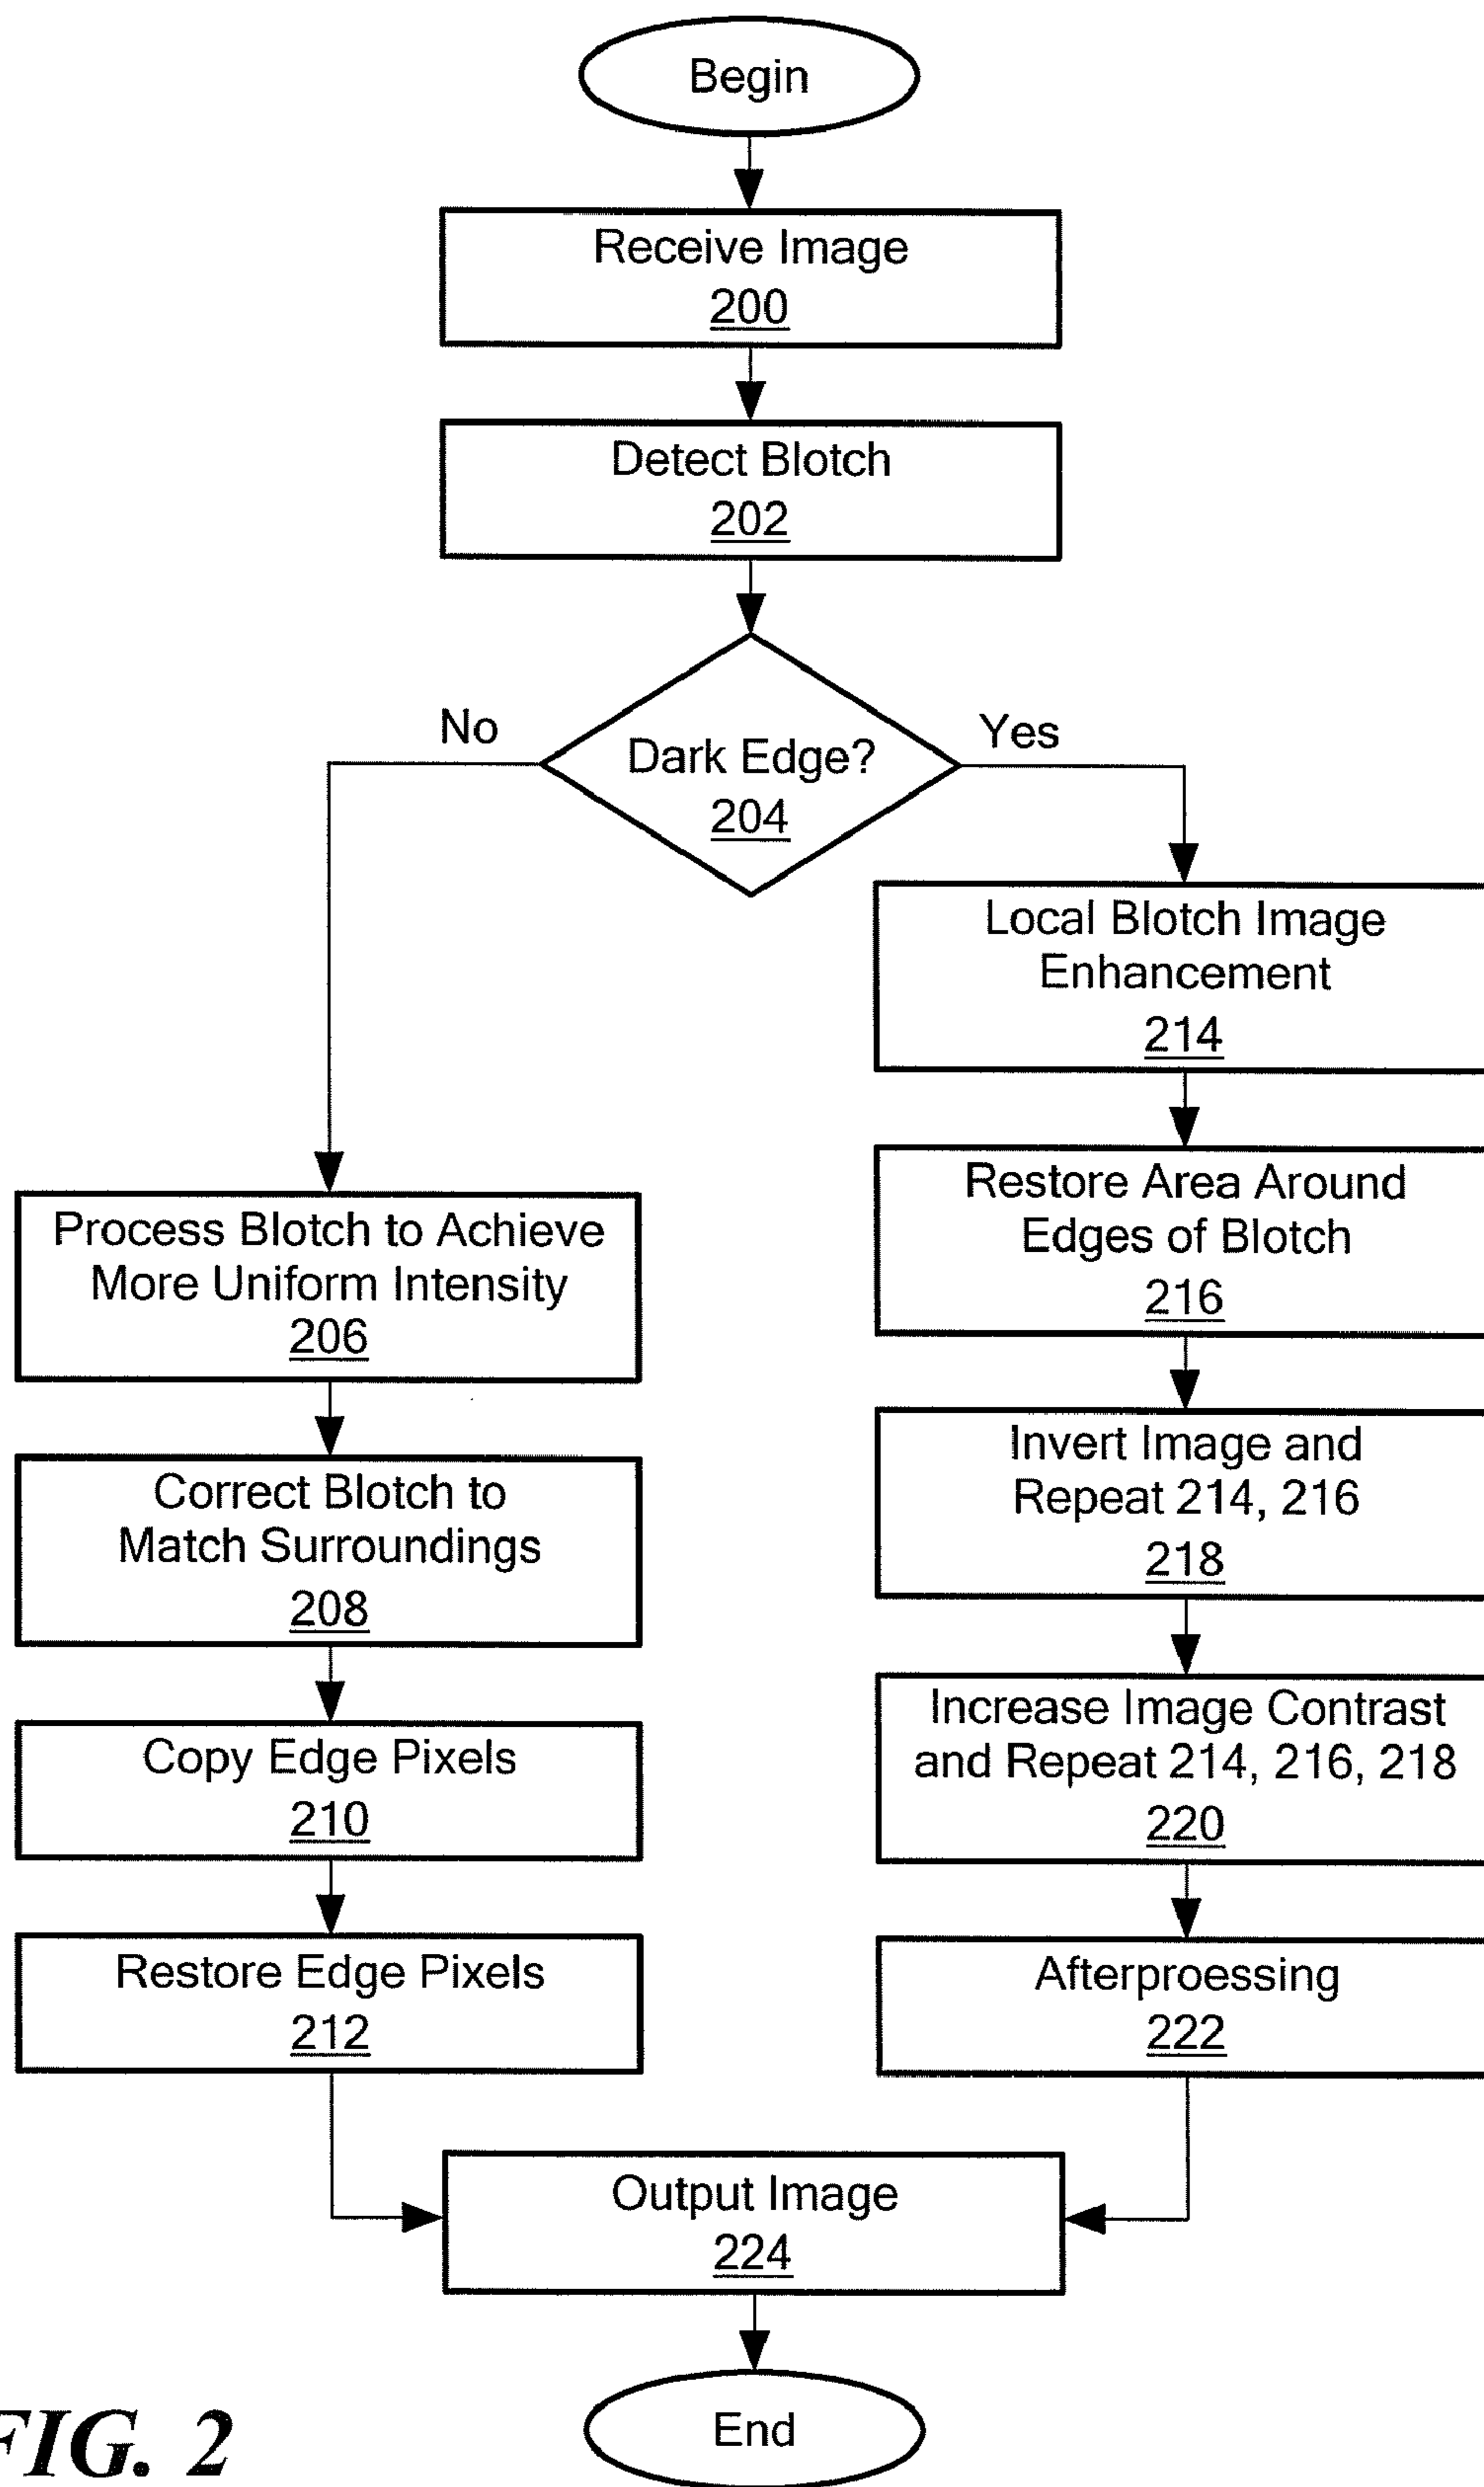 Begin
Receive Image
200
Detect Blotch
202
Dark Edge?
204
No
Yes
Local Blotch Image
Enhancement
214
Restore Area Around
Edges of Blotch
216
Process Blotch to Achieve
More Uniform Intensity
206
Invert Image and
Repeat 214, 216
218
Correct Blotch to
Match Surroundings
208
Increase Image Contrast
and Repeat 214, 216, 218
220
Copy Edge Pixels
210
Restore Edge Pixels
212
Afterproessing
222
Output Image
224
End
FIG. 2